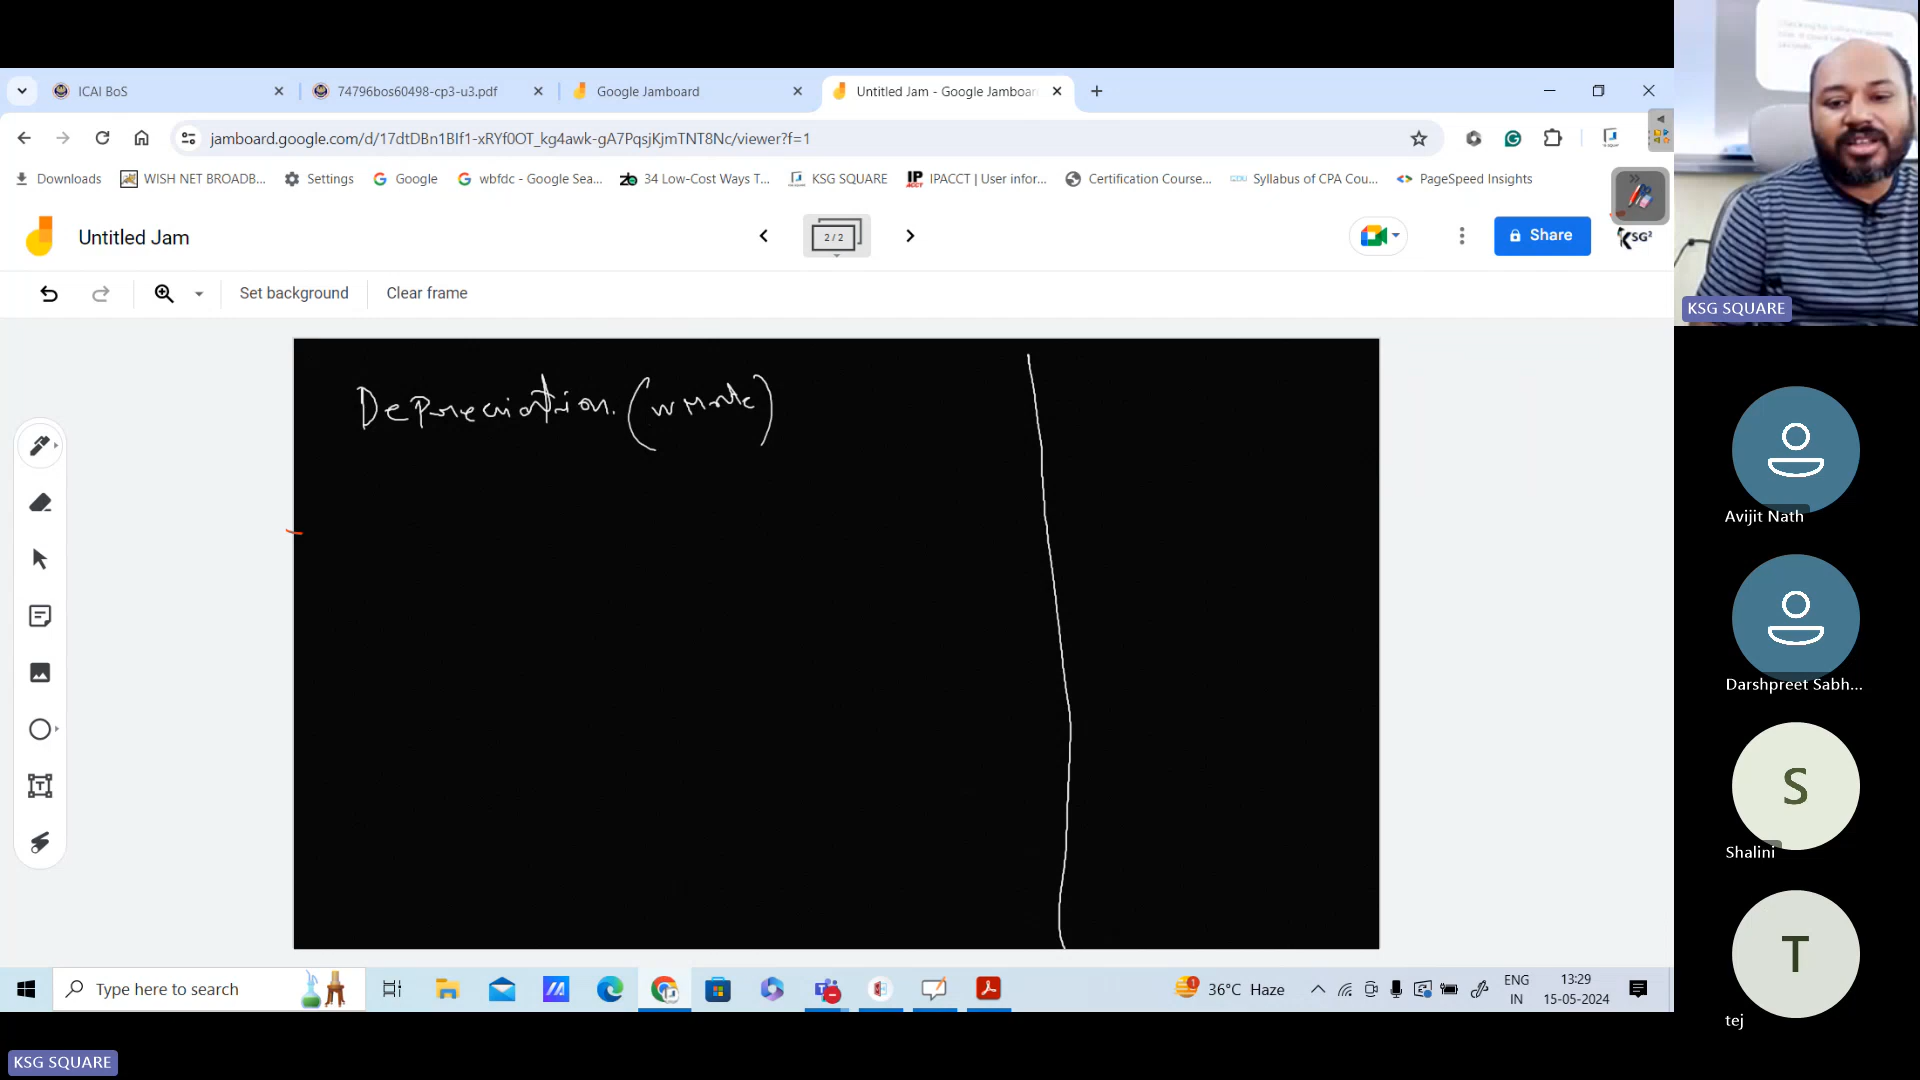 ICAI BoS
74796bos60498-cp3-u3.pdf
Google Jamboard
Untitled Jam - Google Jamboar
jamboard.google.com/d/17dtDBn1BIf1-xRYf0OT_kg4awk-gA7PqsjKjmTNT8Nc/viewer?f=1
Downloads
WISH NET BROADB...
Settings
Google
wbfdc - Google Sea...
34 Low-Cost Ways T...
KSG SQUARE
IPACCT | User infor...
Certification Course...
Syllabus of CPA Cou...
PageSpeed Insights
Untitled Jam
2 / 2
Share
KSG²
Set background
Clear frame
Depreciation.
KSG SQUARE
Avijit Nath
Darshpreet Sabh...
S
Shalini
T
tej
Type here to search
1
36°C Haze
ENG
IN
13:29
15-05-2024
KSG SQUARE